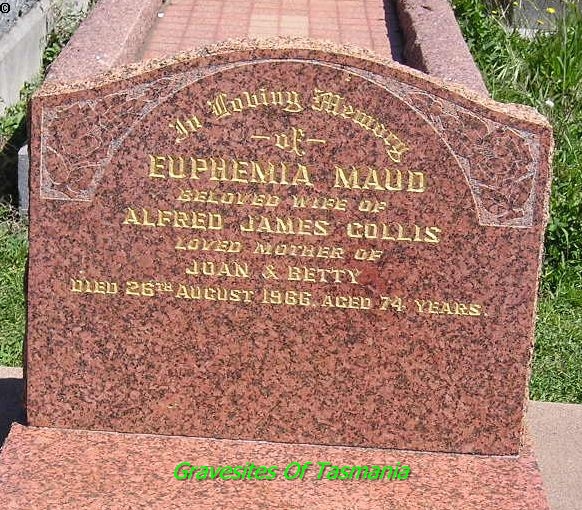 ©
In Loving Memory
— of —
EUPHEMIA MAUD
BELOVED WIFE OF
ALFRED JAMES COLLIS
LOVED MOTHER OF
JOAN & BETTY
DIED 26TH AUGUST 1966. AGED 74 YEARS
Gravesites Of Tasmania